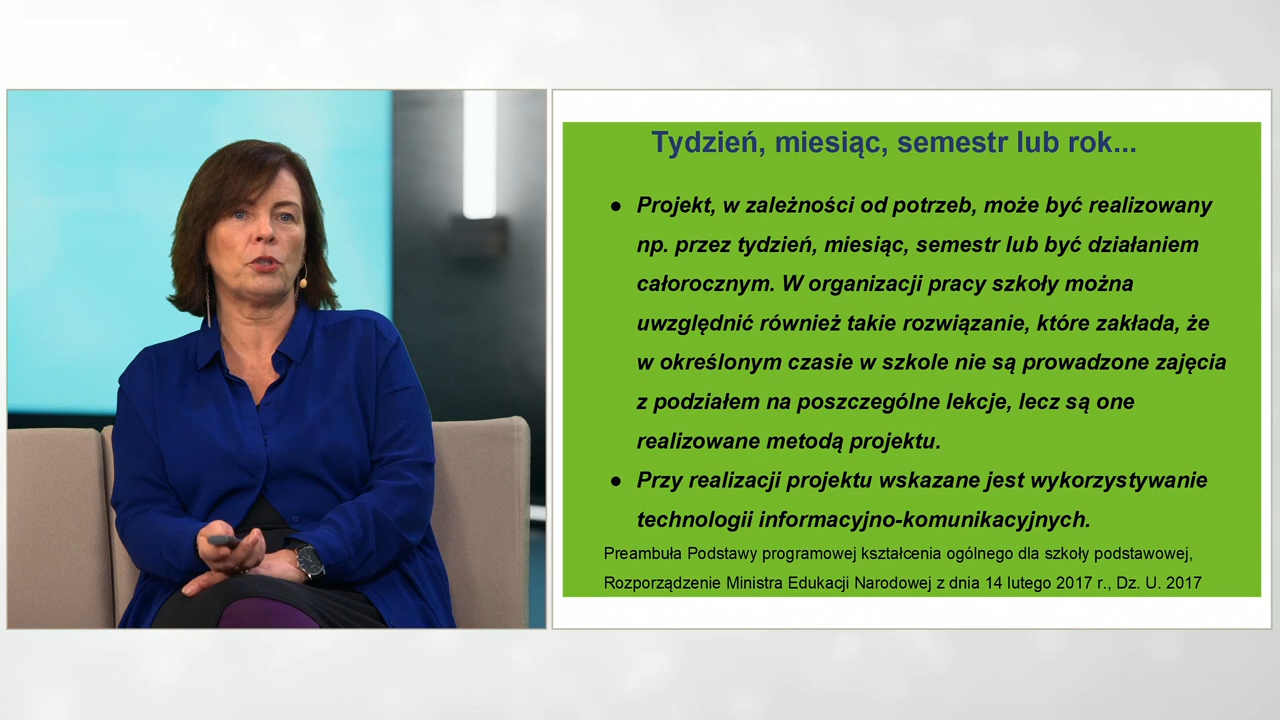 Tydzień, miesiąc, semestr lub rok...
● Projekt, w zależności od potrzeb, może być realizowany
np. przez tydzień, miesiąc, semestr lub być działaniem
całorocznym. W organizacji pracy szkoły można
uwzględnić również takie rozwiązanie, które zakłada, że
w określonym czasie w szkole nie są prowadzone zajęcia
z podziałem na poszczególne lekcje, lecz są one
realizowane metodą projektu.
● Przy realizacji projektu wskazane jest wykorzystywanie
technologii informacyjno-komunikacyjnych.
Preambuła Podstawy programowej kształcenia ogólnego dla szkoły podstawowej,
Rozporządzenie Ministra Edukacji Narodowej z dnia 14 lutego 2017 r., Dz. U. 2017